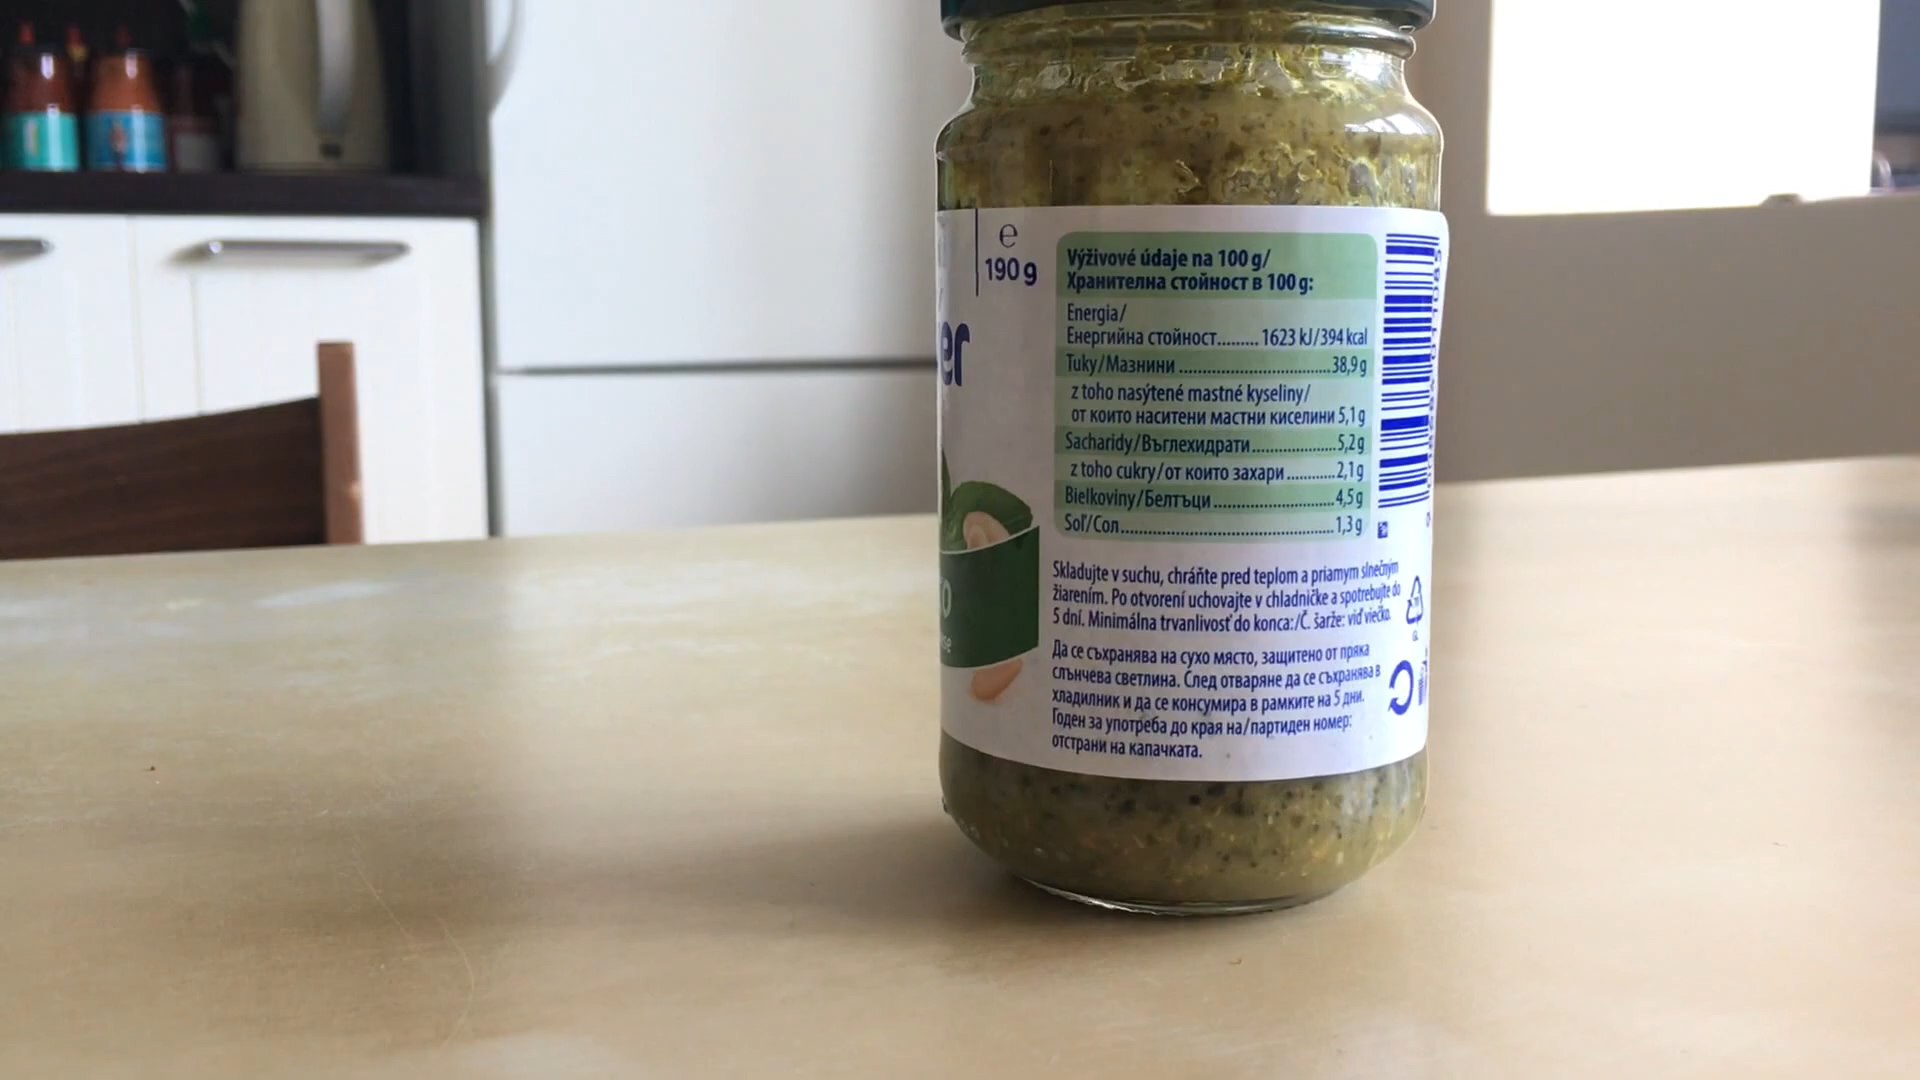 e
190 g
er
Výživové údaje na 100 g/
Хранителна стойност в 100 g:
Energia/
Енергийна стойност......... 1623 kJ/394 kcal
Tuky/Мазнини .............................. 38,9 g
z toho nasýtené mastné kyseliny/
от които наситени мастни киселини 5,1 g
Sacharidy/Въглехидрати................. 5,2 g
z toho cukry/от които захари ........... 2,1 g
Bielkoviny/Белтъци......................... 4,5 g
Soľ/Сол........................................... 1,3 g
Skladujte v suchu, chráňte pred teplom a priamym slnečným
žiarením. Po otvorení uchovajte v chladničke a spotrebujte do
5 dní. Minimálna trvanlivosť do konca:/Č. šarže: viď viečko.
Да се съхранява на сухо място, защитено от пряка
слънчева светлина. След отваряне да се съхранява в
хладилник и да се консумира в рамките на 5 дни.
Годен за употреба до края на/партиден номер:
отстрани на капачката.